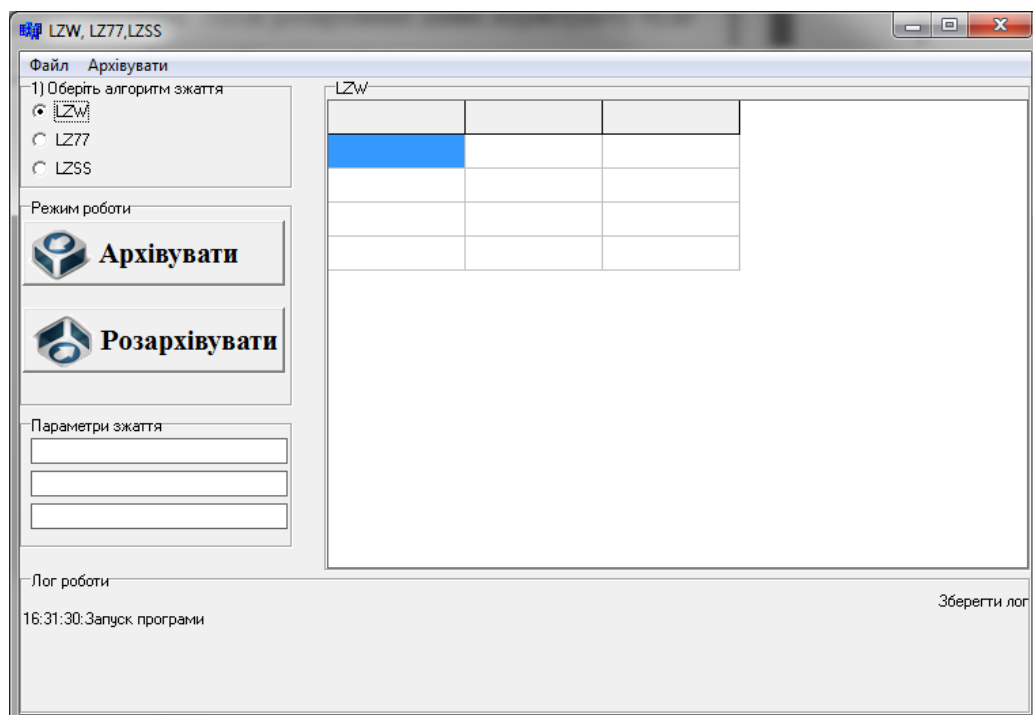 LZW, LZ77,LZSS
Файл Архівувати
1) Оберіть алгоритм зжаття
LZW
LZ77
LZSS
Режим роботи
Архівувати
Розархівувати
Параметри зжаття
LZW
Лог роботи
Зберегти лог
16:31:30:Запуск програми